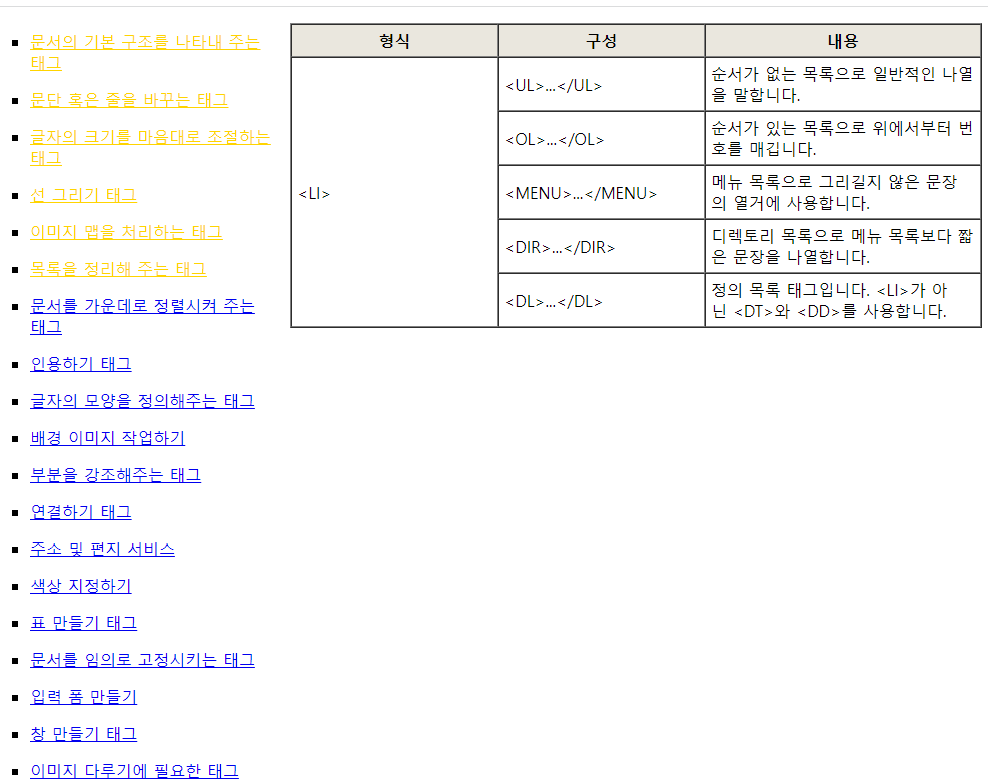 문서의 기본 구조를 나타내 주는
태그
문단 혹은 줄을 바꾸는 태그
글자의 크기를 마음대로 조절하는
태그
선 그리기 태그
이미지 맵을 처리하는 태그
목록을 정리해 주는 태그
문서를 가운데로 정렬시켜 주는
태그
인용하기 태그
글자의 모양을 정의해주는 태그
배경 이미지 작업하기
부분을 강조해주는 태그
연결하기 태그
주소 및 편지 서비스
색상 지정하기
표 만들기 태그
문서를 임의로 고정시키는 태그
입력 폼 만들기
창 만들기 태그
이미지 다루기에 필요한 태그
형식 구성 내용
<LI>
<UL>...</UL>
순서가 없는 목록으로 일반적인 나열
을 말합니다.
<OL>...</OL>
순서가 있는 목록으로 위에서부터 번
호를 매깁니다.
<MENU>...</MENU>
메뉴 목록으로 그리길지 않은 문장
의 열거에 사용합니다.
<DIR>...</DIR>
디렉토리 목록으로 메뉴 목록보다 짧
은 문장을 나열합니다.
<DL>...</DL>
정의 목록 태그입니다. <LI>가 아
닌 <DT>와 <DD>를 사용합니다.